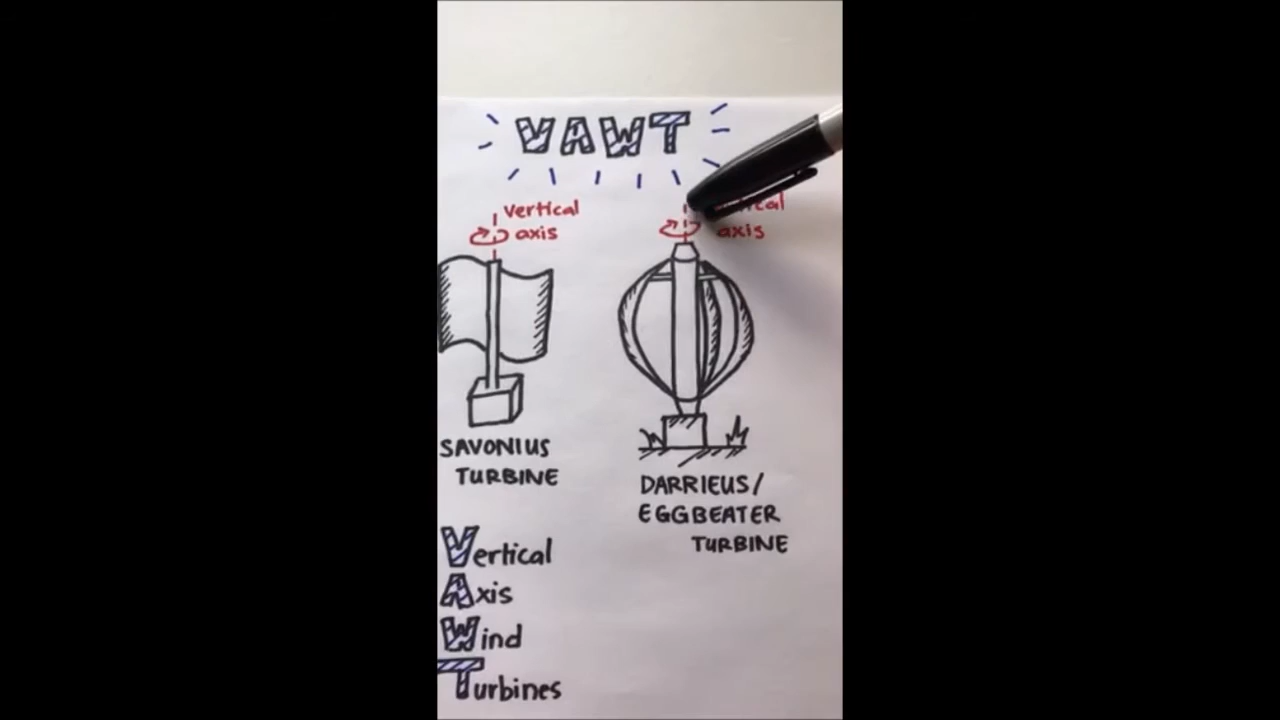 VAWT
vertical
axis
axis
SAVONIUS
TURBINE
DARRIEUS/
EGGBEATER
TURBINE
Vertical
Axis
Wind
Turbines